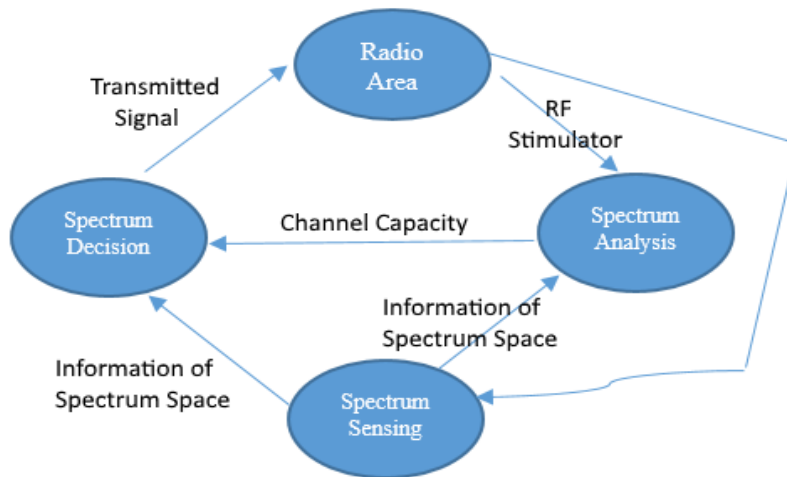 Radio
Area
Transmitted
Signal
RF
Stimulator
Spectrum
Decision
Channel Capacity
Spectrum
Analysis
Information of
Spectrum Space
Information of
Spectrum Space
Spectrum
Sensing